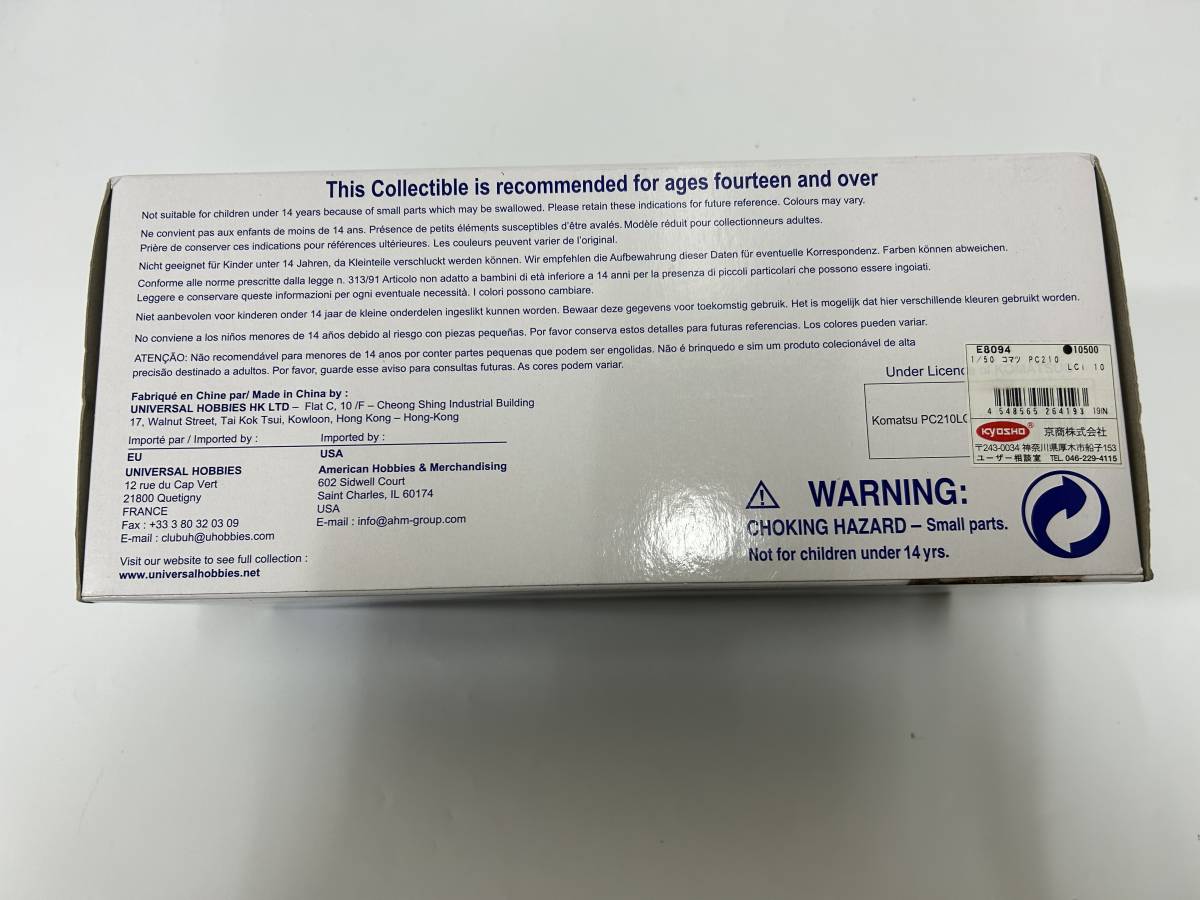 This Collectible is recommended for ages fourteen and over
Not suitable for children under 14 years because of small parts which may be swallowed. Please retain these indications for future reference. Colours may vary.
Ne convient pas aux enfants de moins de 14 ans. Présence de petits éléments susceptibles d'être avalés. Modèle réduit pour collectionneurs adultes.
Prière de conserver ces indications pour références ultérieures. Les couleurs peuvent varier de l'original.
Nicht geeignet für Kinder unter 14 Jahren, da Kleinteile verschluckt werden können. Wir empfehlen die Aufbewahrung dieser Daten für eventuelle Korrespondenz. Farben können abweichen.
Conforme alle norme prescritte dalla legge n. 313/91 Articolo non adatto a bambini di età inferiore a 14 anni per la presenza di piccoli particolari che possono essere ingoiati.
Leggere e conservare queste informazioni per ogni eventuale necessità. I colori possono cambiare.
Niet aanbevolen voor kinderen onder 14 jaar de kleine onderdelen ingeslikt kunnen worden. Bewaar deze gegevens voor toekomstig gebruik. Het is mogelijk dat hier verschillende kleuren gebruikt worden.
No conviene a los niños menores de 14 años debido al riesgo con piezas pequeñas. Por favor conserva estos detalles para futuras referencias. Los colores pueden variar.
ATENÇÃO: Não recomendável para menores de 14 anos por conter partes pequenas que podem ser engolidas. Não é brinquedo e sim um produto colecionável de alta
precisão destinado a adultos. Por favor, guarde esse aviso para consultas futuras. As cores podem variar.
Fabriqué en Chine par/ Made in China by :
UNIVERSAL HOBBIES HK LTD – Flat C, 10 /F – Cheong Shing Industrial Building
17, Walnut Street, Tai Kok Tsui, Kowloon, Hong Kong – Hong-Kong
Importé par / Imported by :
EU
UNIVERSAL HOBBIES
12 rue du Cap Vert
21800 Quetigny
FRANCE
Fax : +33 3 80 32 03 09
E-mail : clubuh@uhobbies.com
Imported by :
USA
American Hobbies & Merchandising
602 Sidwell Court
Saint Charles, IL 60174
USA
E-mail : info@ahm-group.com
Visit our website to see full collection :
www.universalhobbies.net
Under Licenc
Komatsu PC210LC
E8094 ●10500
1/50 コマツ PC210
LCi 10
4 548565 264193 19IN
KYOSHO® 京商株式会社
〒243-0034 神奈川県厚木市船子153
ユーザー相談室 TEL 046-229-4115
WARNING:
CHOKING HAZARD – Small parts.
Not for children under 14 yrs.